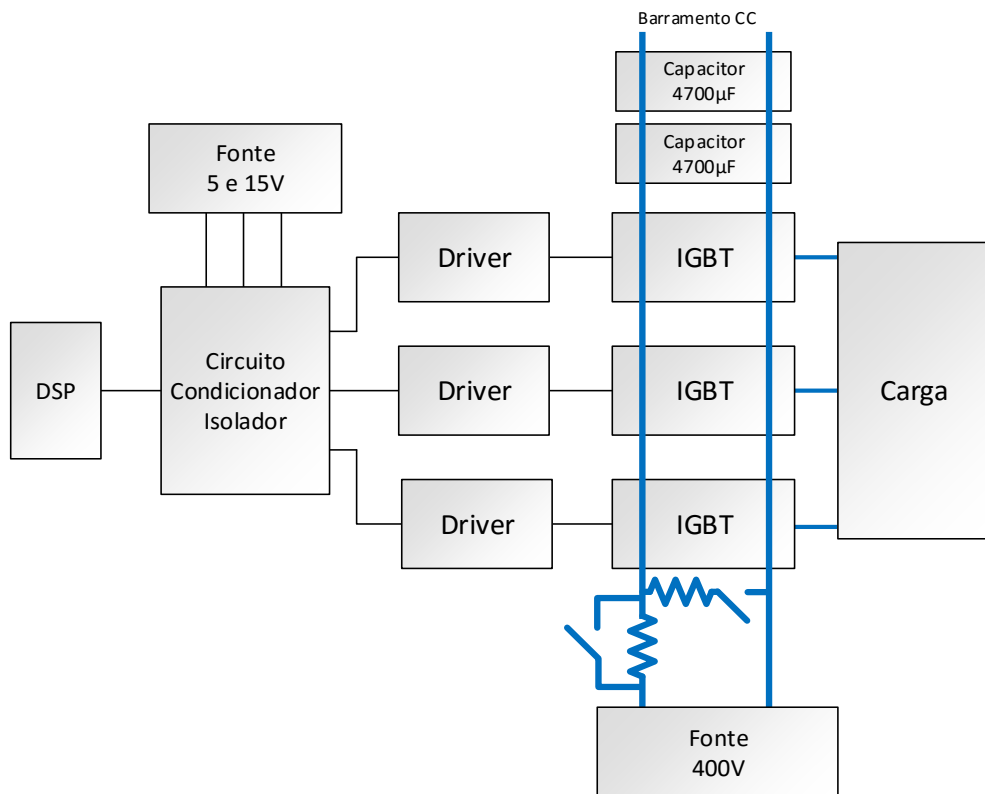 Barramento CC
Capacitor
4700µF
Capacitor
4700µF
Fonte
5 e 15V
Driver
IGBT
DSP
Circuito
Condicionador
Isolador
Driver
IGBT
Carga
Driver
IGBT
Fonte
400V